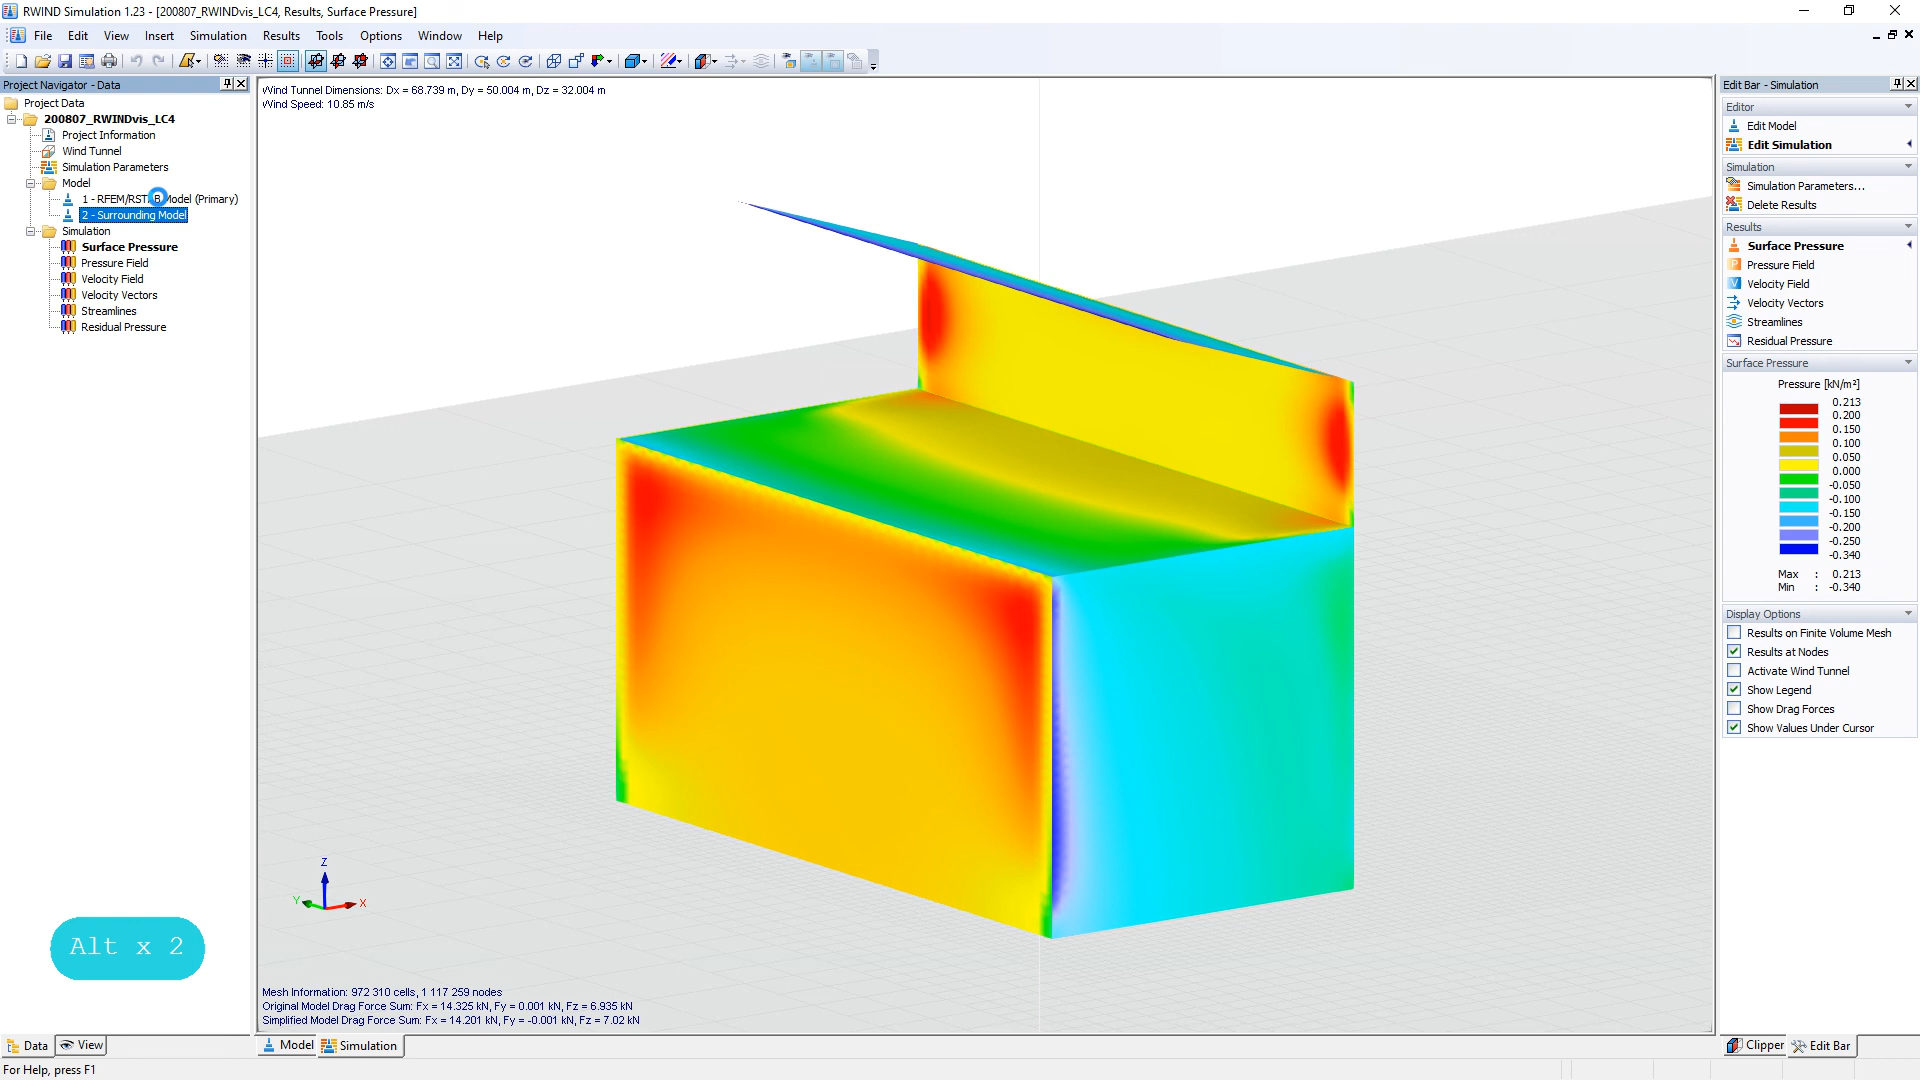 RWIND Simulation 1.23 - [200807_RWINDvis_LC4, Results, Surface Pressure]
File Edit View Insert Simulation Results Tools Options Window Help
Project Navigator - Data
Project Data
200807_RWINDvis_LC4
Project Information
Wind Tunnel
Simulation Parameters
Model
1 - RFEM/RSTAB Model (Primary)
2 - Surrounding Model
Simulation
Surface Pressure
Pressure Field
Velocity Field
Velocity Vectors
Streamlines
Residual Pressure
Wind Tunnel Dimensions: Dx = 68.739 m, Dy = 50.004 m, Dz = 32.004 m
Wind Speed: 10.85 m/s
Z
Y
X
Alt x 2
Mesh Information: 972 310 cells, 1 117 259 nodes
Original Model Drag Force Sum: Fx = 14.325 kN, Fy = 0.001 kN, Fz = 6.935 kN
Simplified Model Drag Force Sum: Fx = 14.201 kN, Fy = -0.001 kN, Fz = 7.02 kN
Edit Bar - Simulation
Editor
Edit Model
Edit Simulation
Simulation
Simulation Parameters...
Delete Results
Results
Surface Pressure
Pressure Field
Velocity Field
Velocity Vectors
Streamlines
Residual Pressure
Surface Pressure
Pressure [kN/m²]
0.213
0.200
0.150
0.100
0.050
0.000
-0.050
-0.100
-0.150
-0.200
-0.250
-0.340
Max : 0.213
Min : -0.340
Display Options
Results on Finite Volume Mesh
Results at Nodes
Activate Wind Tunnel
Show Legend
Show Drag Forces
Show Values Under Cursor
Data View
Model Simulation
Clipper Edit Bar
For Help, press F1